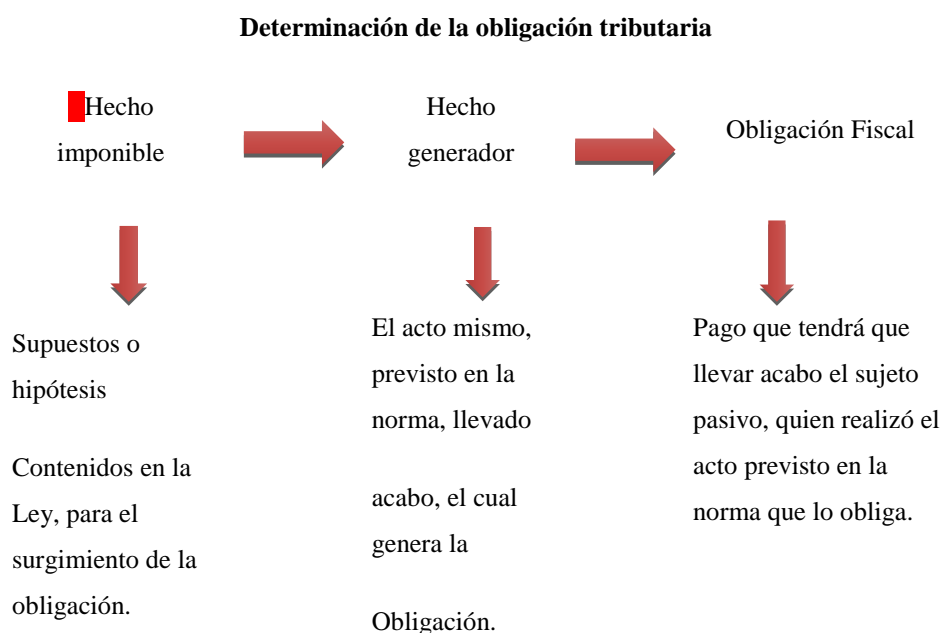 Determinación de la obligación tributaria
Hecho
imponible
Hecho
generador
Obligación Fiscal
Supuestos o
hipótesis
Contenidos en la
Ley, para el
surgimiento de la
obligación.
El acto mismo,
previsto en la
norma, llevado
acabo, el cual
genera la
Obligación.
Pago que tendrá que
llevar acabo el sujeto
pasivo, quien realizó el
acto previsto en la
norma que lo obliga.